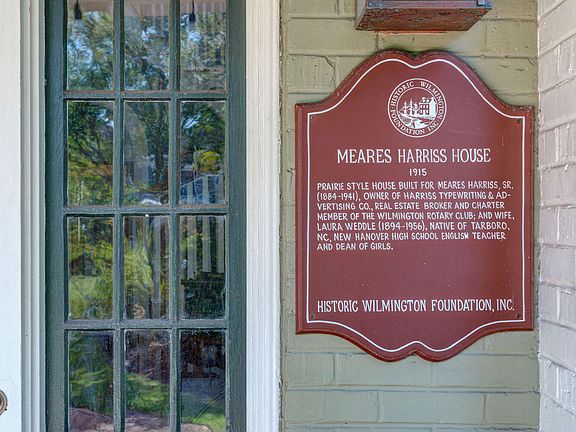 HISTORIC WILMINGTON
FOUNDATION INC.
MEARES HARRISS HOUSE
1915
PRAIRIE STYLE HOUSE BUILT FOR MEARES HARRISS, SR.
(1884-1941), OWNER OF HARRISS TYPEWRITING & AD-
VERTISING CO., REAL ESTATE BROKER AND CHARTER
MEMBER OF THE WILMINGTON ROTARY CLUB; AND WIFE,
LAURA WEDDLE (1894-1956), NATIVE OF TARBORO,
NC, NEW HANOVER HIGH SCHOOL ENGLISH TEACHER
AND DEAN OF GIRLS.
HISTORIC WILMINGTON FOUNDATION, INC.